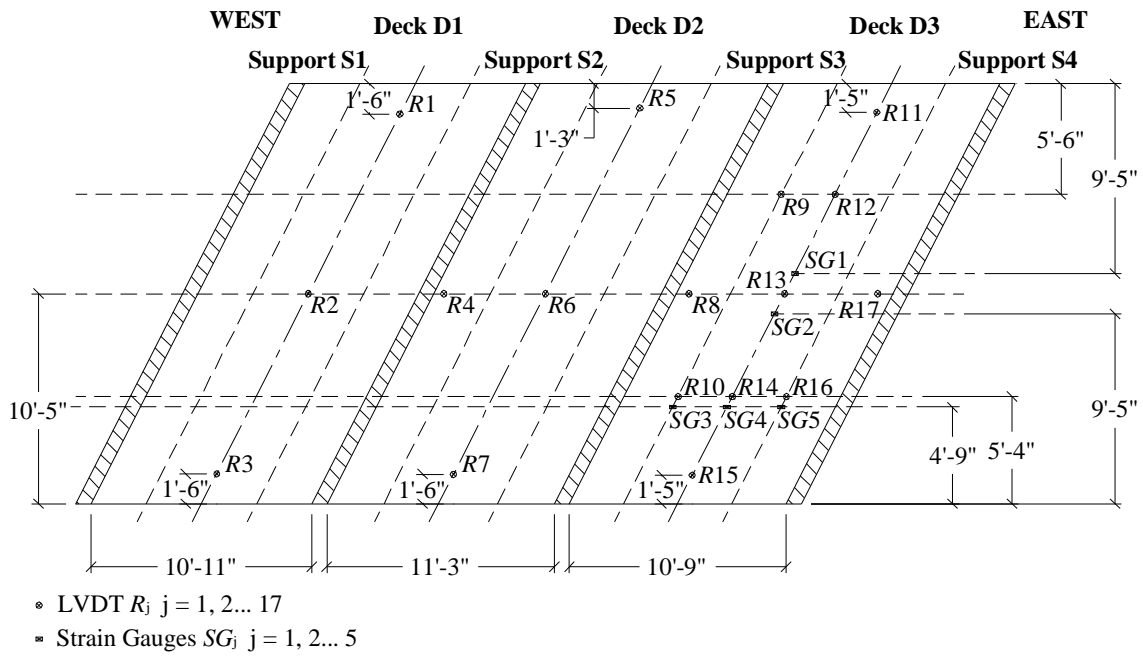 WEST
Deck D1
Deck D2
Deck D3
EAST
Support S1
Support S2
Support S3
Support S4
1'-6"
R1
R5
1'-3"
1'-5"
R11
5'-6"
9'-5"
R9
R12
SG1
R13
R2
R4
R6
R8
R17
SG2
10'-5"
R10
R14
R16
SG3
SG4
SG5
9'-5"
4'-9"
5'-4"
R3
1'-6"
R7
1'-6"
R15
1'-5"
10'-11"
11'-3"
10'-9"
LVDT Rj j = 1, 2... 17
Strain Gauges SGj j = 1, 2... 5